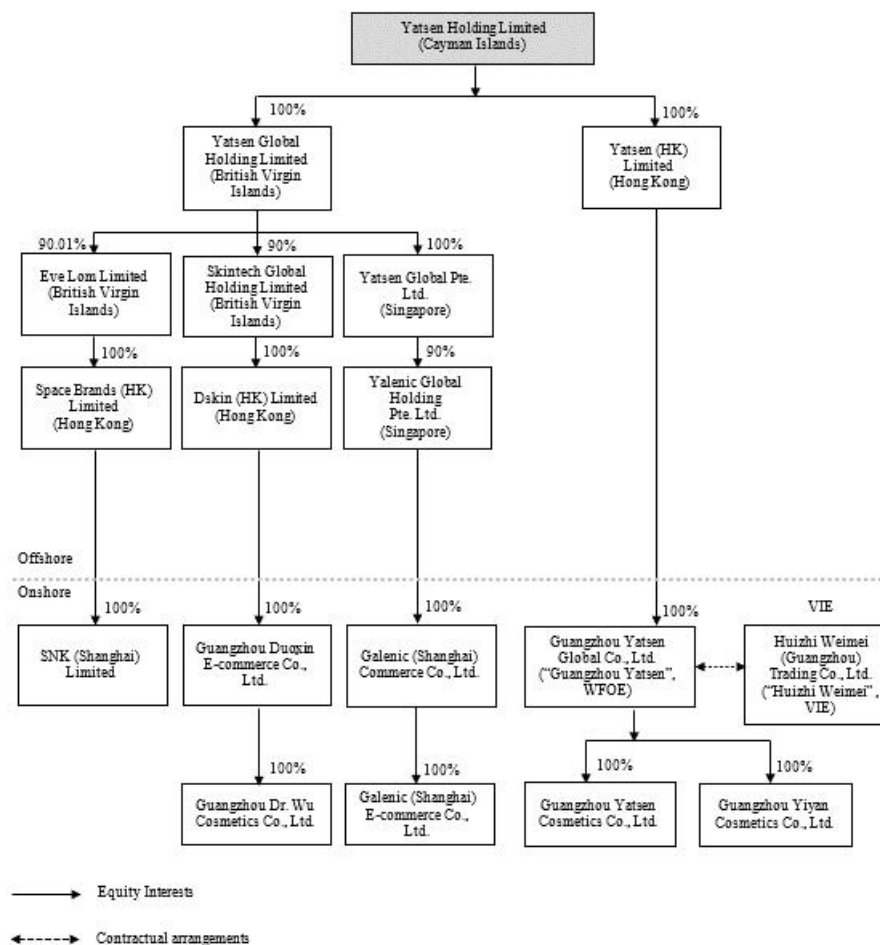 Yatsen Holding Limited
(Cayman Islands)
100%
100%
Yatsen Global
Holding Limited
(British Virgin
Islands)
Yatsen (HK)
Limited
(Hong Kong)
90.01%
90%
100%
Eve Lom Limited
(British Virgin
Islands)
Skintech Global
Holding Limited
(British Virgin
Islands)
Yatsen Global Pte.
Ltd.
(Singapore)
100%
100%
90%
Space Brands (HK)
Limited
(Hong Kong)
Dskin (HK) Limited
(Hong Kong)
Yalenic Global
Holding
Pte. Ltd.
(Singapore)
Offshore
Onshore
100%
100%
100%
100%
VIE
SNK (Shanghai)
Limited
Guangzhou Duoxin
E-commerce Co.,
Ltd.
Galenic (Shanghai)
Commerce Co., Ltd.
Guangzhou Yatsen
Global Co., Ltd.
(“Guangzhou Yatsen”,
WFOE)
Huizhi Weimei
(Guangzhou)
Trading Co., Ltd.
(“Huizhi Weimei”,
VIE)
100%
100%
100%
100%
Guangzhou Dr. Wu
Cosmetics Co., Ltd.
Galenic (Shanghai)
E-commerce Co.,
Ltd.
Guangzhou Yatsen
Cosmetics Co., Ltd.
Guangzhou Yiyan
Cosmetics Co., Ltd.
Equity Interests
Contractual arrangements